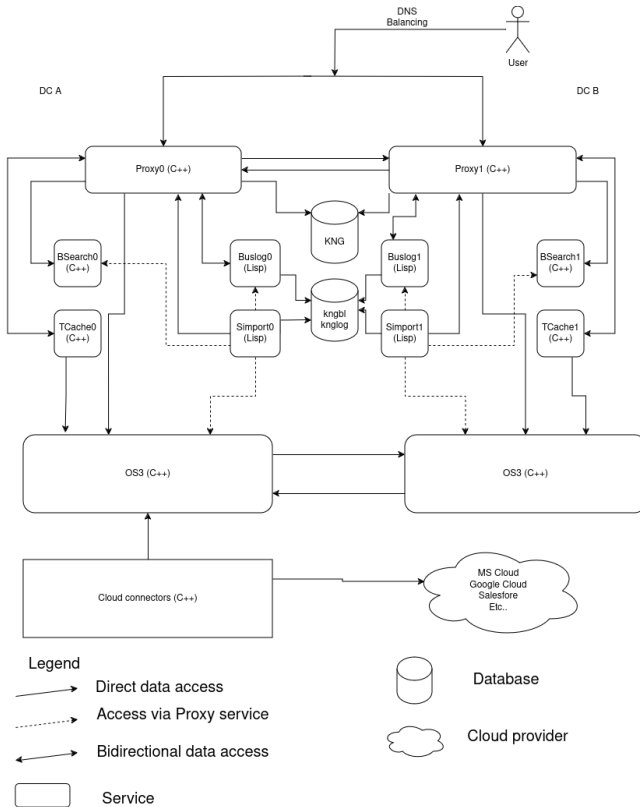 DNS
Balancing
User
DC A
DC B
Proxy0 (C++)
Proxy1 (C++)
KNG
BSearch0
(C++)
Buslog0
(Lisp)
Buslog1
(Lisp)
BSearch1
(C++)
kngbl
knglog
TCache0
(C++)
Simport0
(Lisp)
Simport1
(Lisp)
TCache1
(C++)
OS3 (C++)
OS3 (C++)
Cloud connectors (C++)
MS Cloud
Google Cloud
Salesfore
Etc..
Legend
Direct data access
Access via Proxy service
Bidirectional data access
Service
Database
Cloud provider